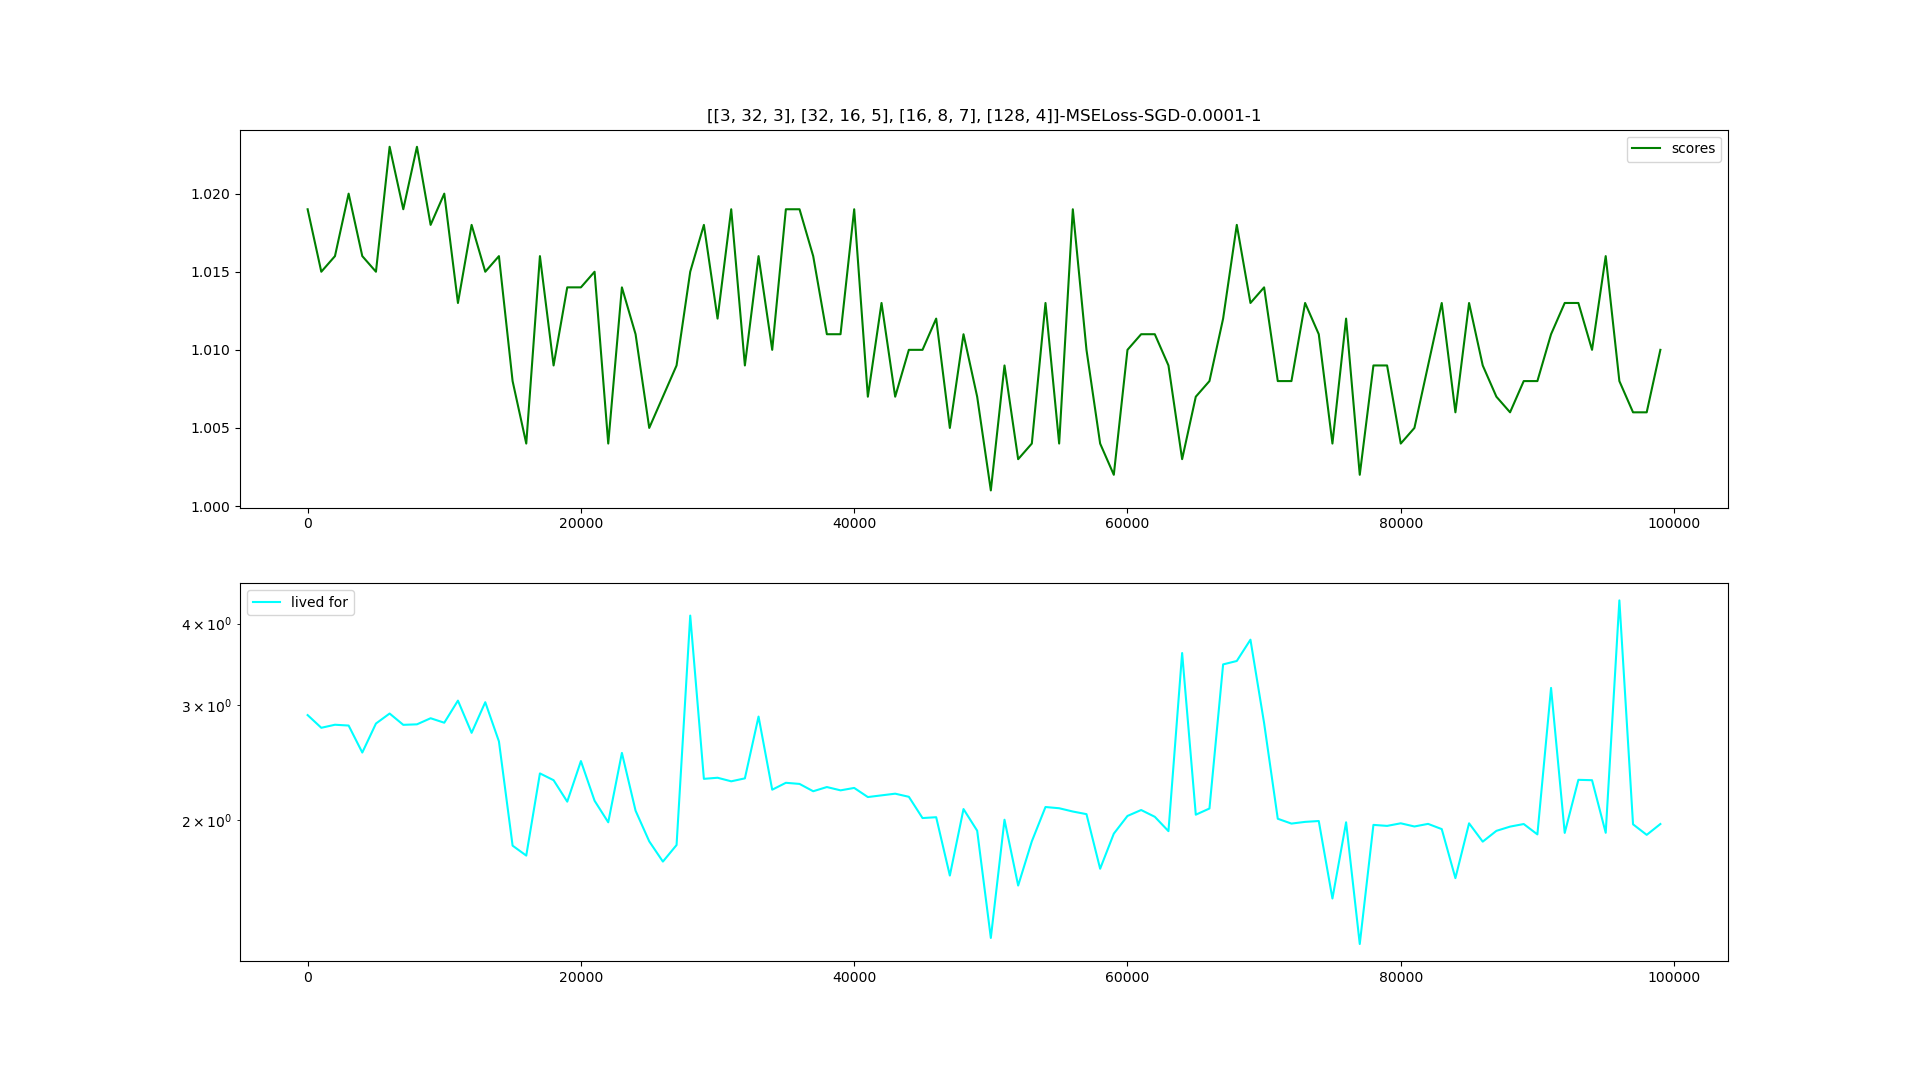 [[3, 32, 3], [32, 16, 5], [16, 8, 7], [128, 4]]-MSELoss-SGD-0.0001-1
scores
1.020
1.015
1.010
1.005
1.000
0 20000 40000 60000 80000 100000
lived for
4 × 10⁰
3 × 10⁰
2 × 10⁰
0 20000 40000 60000 80000 100000